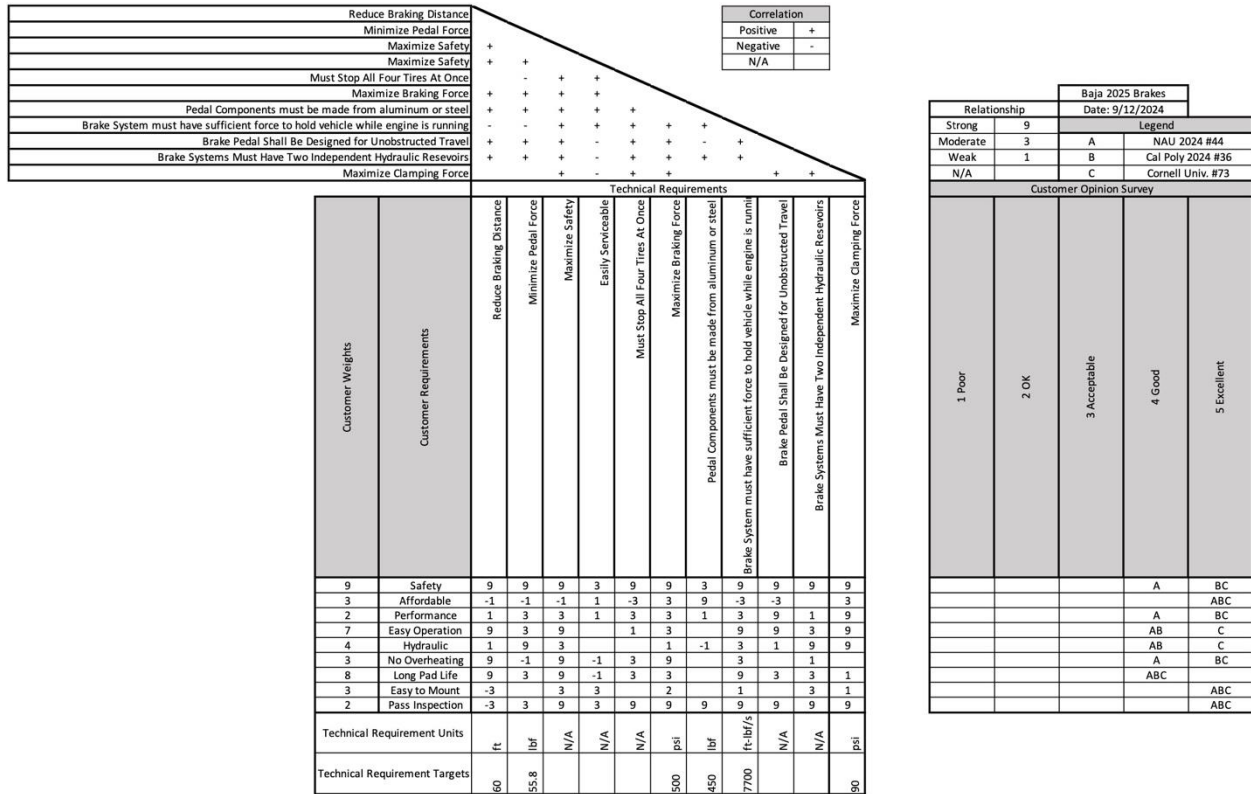 Reduce Braking Distance
Minimize Pedal Force
Maximize Safety +
Maximize Safety + +
Must Stop All Four Tires At Once - + +
Maximize Braking Force + + + +
Pedal Components must be made from aluminum or steel + + + + +
Brake System must have sufficient force to hold vehicle while engine is running - - + + + + +
Brake Pedal Shall Be Designed for Unobstructed Travel + + + - + + - +
Brake Systems Must Have Two Independent Hydraulic Resevoirs + + + - + + + + +
Maximize Clamping Force + - + + + +
Correlation
Positive +
Negative -
N/A
Baja 2025 Brakes
Relationship Date: 9/12/2024
Strong 9 Legend
Moderate 3 A NAU 2024 #44
Weak 1 B Cal Poly 2024 #36
N/A C Cornell Univ. #73
Technical Requirements
Customer Opinion Survey
Customer Weights
Customer Requirements
Reduce Braking Distance
Minimize Pedal Force
Maximize Safety
Easily Serviceable
Must Stop All Four Tires At Once
Maximize Braking Force
Pedal Components must be made from aluminum or steel
Brake System must have sufficient force to hold vehicle while engine is runnin
Brake Pedal Shall Be Designed for Unobstructed Travel
Brake Systems Must Have Two Independent Hydraulic Resevoirs
Maximize Clamping Force
1 Poor
2 OK
3 Acceptable
4 Good
5 Excellent
9 Safety 9 9 9 3 9 9 3 9 9 9 9 A BC
3 Affordable -1 -1 -1 1 -3 3 9 -3 -3 3 ABC
2 Performance 1 3 3 1 3 3 1 3 9 1 9 A BC
7 Easy Operation 9 3 9 1 3 9 9 3 9 AB C
4 Hydraulic 1 9 3 1 -1 3 1 9 9 AB C
3 No Overheating 9 -1 9 -1 3 9 3 1 A BC
8 Long Pad Life 9 3 9 -1 3 3 9 3 3 1 ABC
3 Easy to Mount -3 3 3 2 1 3 1 ABC
2 Pass Inspection -3 3 9 3 9 9 9 9 9 9 9 ABC
Technical Requirement Units ft lbf N/A N/A N/A psi lbf ft-lbf/s N/A N/A psi
Technical Requirement Targets 60 55.8 500 450 7700 90